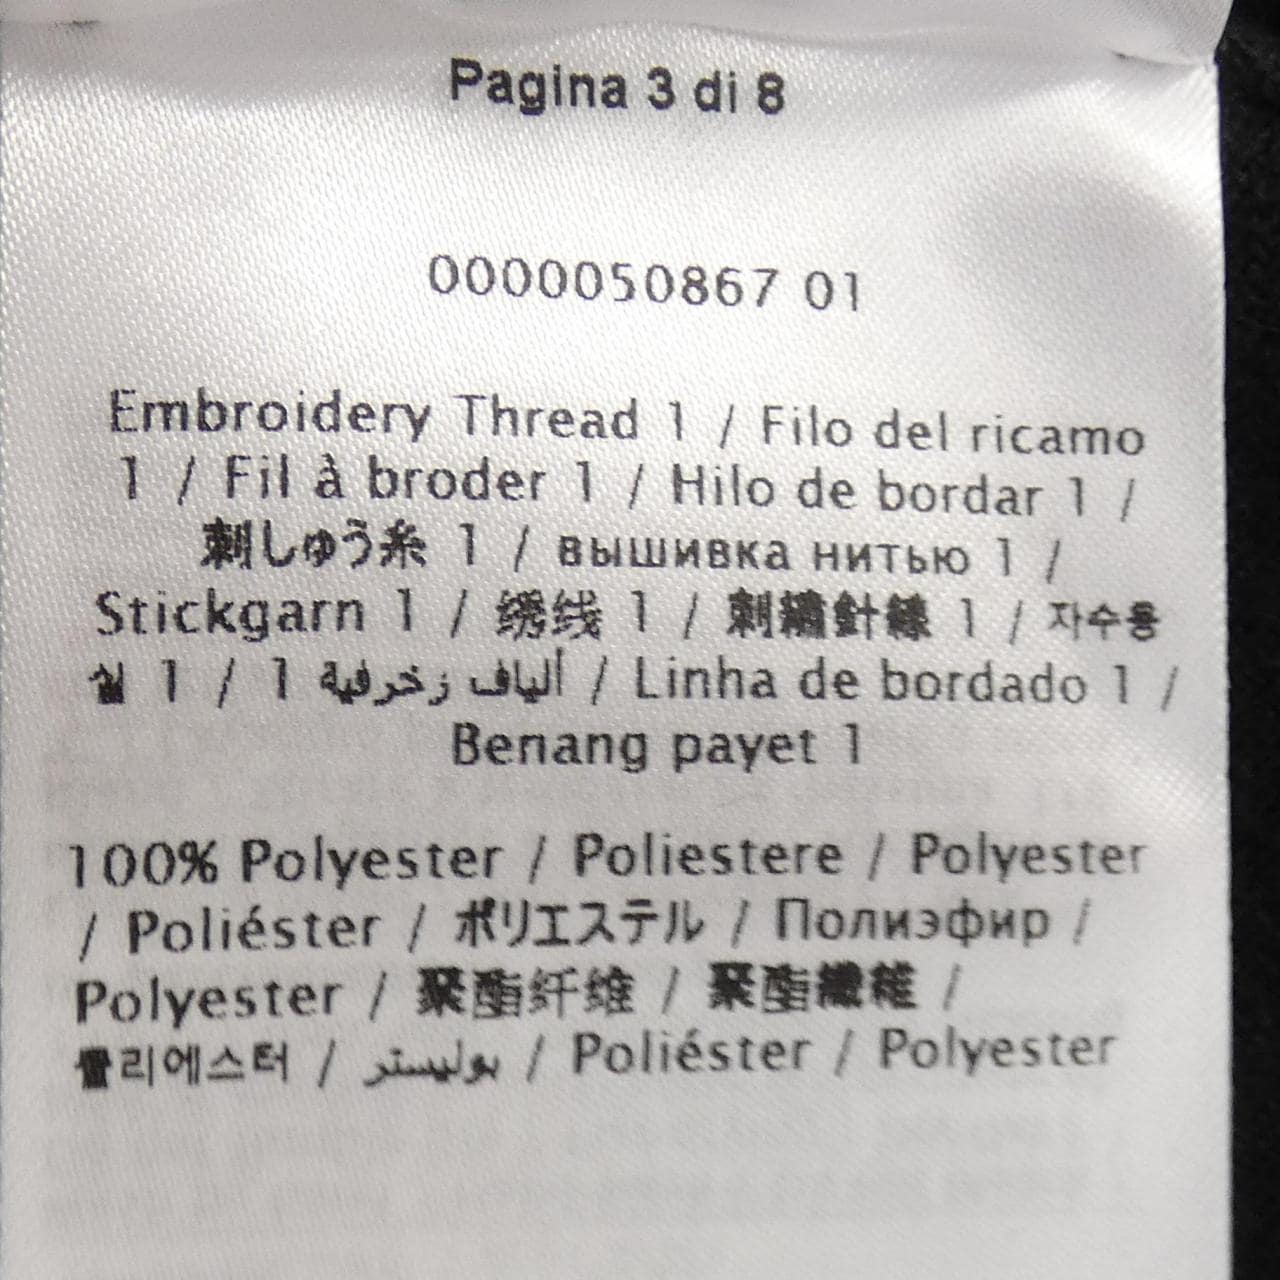 Pagina 3 di 8
0000050867 01
Embroidery Thread 1 / Filo del ricamo
1 / Fil à broder 1 / Hilo de bordar 1 /
刺しゅう糸 1 / вышивка нитью 1 /
Stickgarn 1 / 绣线 1 / 刺繡針線 1 / 자수용
실 1 / 1 ألياف زخرفية / Linha de bordado 1 /
Benang payet 1
100% Polyester / Poliestere / Polyester
/ Poliéster / ポリエステル / Полиэфир /
Polyester / 聚酯纤维 / 聚酯纖維 /
폴리에스터 / بوليستر / Poliéster / Polyester